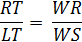 RT/LT = WR/WS